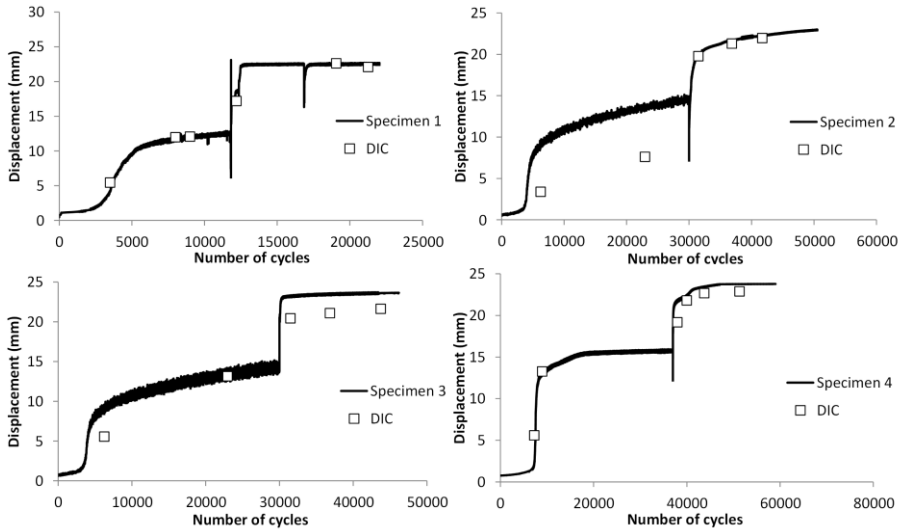 30
25
20
15
10
5
0
Displacement (mm)
Specimen 1
DIC
0 5000 10000 15000 20000 25000
Number of cycles
25
20
15
10
5
0
Displacement (mm)
Specimen 2
DIC
0 10000 20000 30000 40000 50000 60000
Number of cycles
25
20
15
10
5
0
Displacement (mm)
Specimen 3
DIC
0 10000 20000 30000 40000 50000
Number of cycles
25
20
15
10
5
0
Displacement (mm)
Specimen 4
DIC
0 20000 40000 60000 80000
Number of cycles